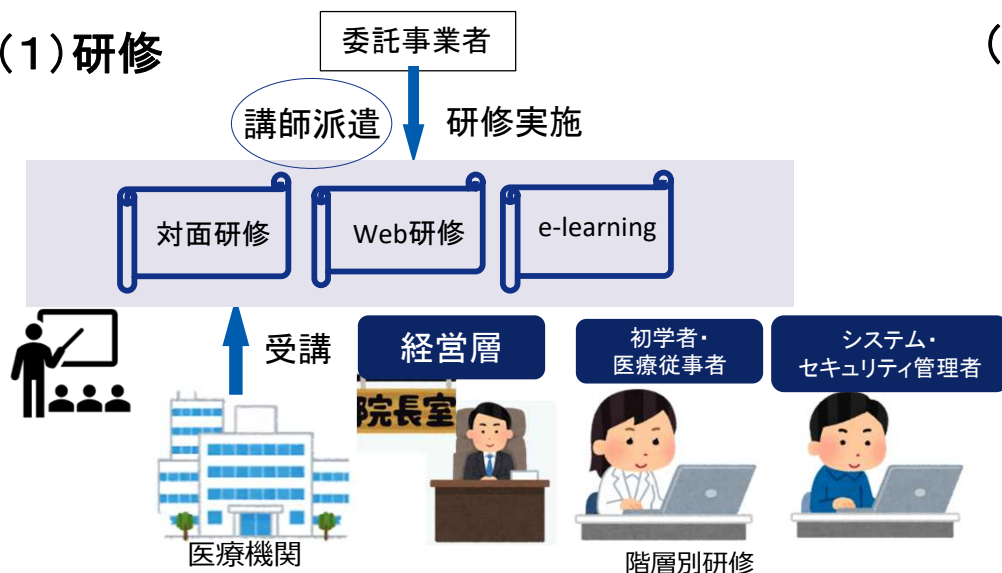 (１)研修
(
委託事業者
講師派遣
研修実施
対面研修
Web研修
e-learning
受講
経営層
初学者・
医療従事者
システム・
セキュリティ管理者
院長室
医療機関
階層別研修